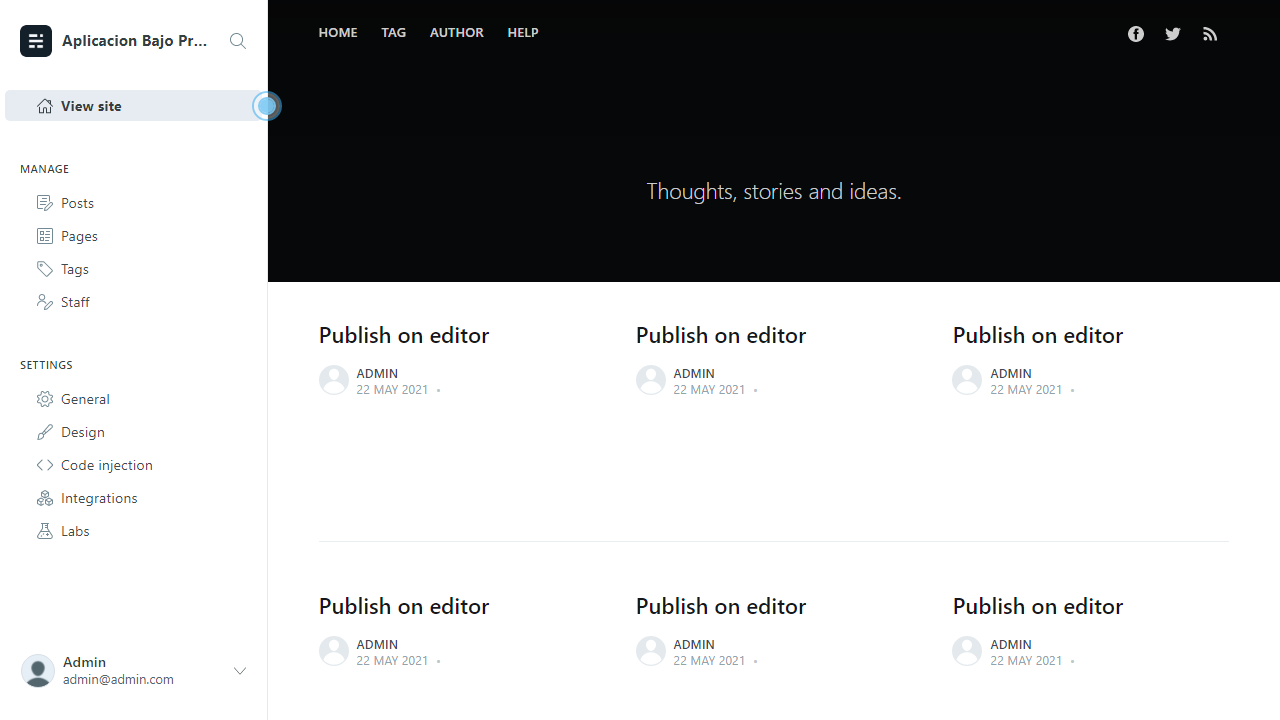 Aplicacion Bajo Pr...
View site
MANAGE
Posts
Pages
Tags
Staff
SETTINGS
General
Design
Code injection
Integrations
Labs
Admin
admin@admin.com
HOME TAG AUTHOR HELP
Thoughts, stories and ideas.
Publish on editor
ADMIN
22 MAY 2021 •
Publish on editor
ADMIN
22 MAY 2021 •
Publish on editor
ADMIN
22 MAY 2021 •
Publish on editor
ADMIN
22 MAY 2021 •
Publish on editor
ADMIN
22 MAY 2021 •
Publish on editor
ADMIN
22 MAY 2021 •